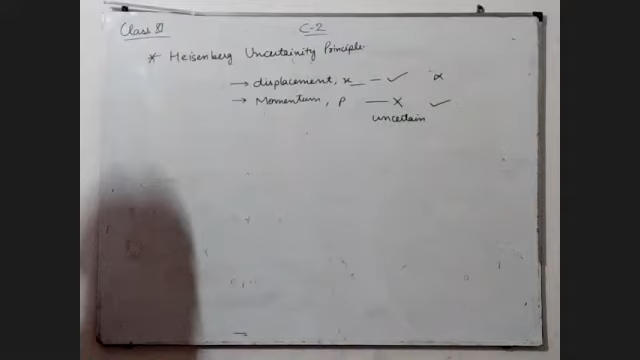 Class XI
C-2
* Heisenberg Uncertainity Principle
→ displacement, x — ✓ ×
→ Momentum, p — × ✓
uncertain